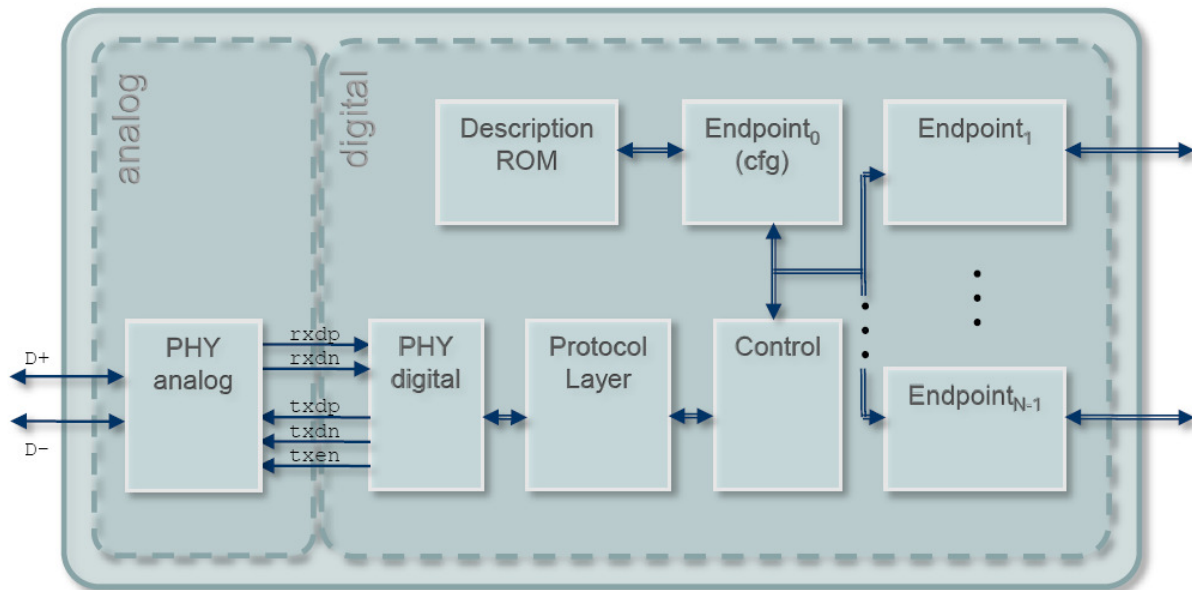 analog
digital
Description
ROM
Endpoint0
(cfg)
Endpoint1
D+
D-
PHY
analog
rxdp
rxdn
txdp
txdn
txen
PHY
digital
Protocol
Layer
Control
EndpointN-1